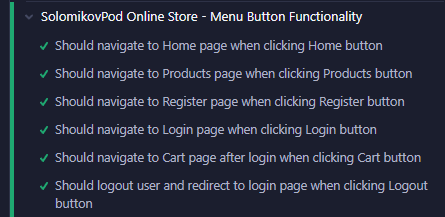 SolomikovPod Online Store - Menu Button Functionality
Should navigate to Home page when clicking Home button
Should navigate to Products page when clicking Products button
Should navigate to Register page when clicking Register button
Should navigate to Login page when clicking Login button
Should navigate to Cart page after login when clicking Cart button
Should logout user and redirect to login page when clicking Logout
button